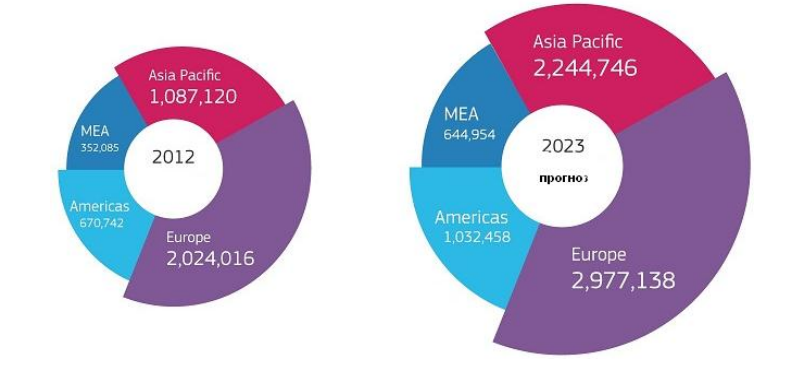 Asia Pacific
1,087,120
MEA
352,085
2012
Americas
670,742
Europe
2,024,016
Asia Pacific
2,244,746
MEA
644,954
2023
прогноз
Americas
1,032,458
Europe
2,977,138